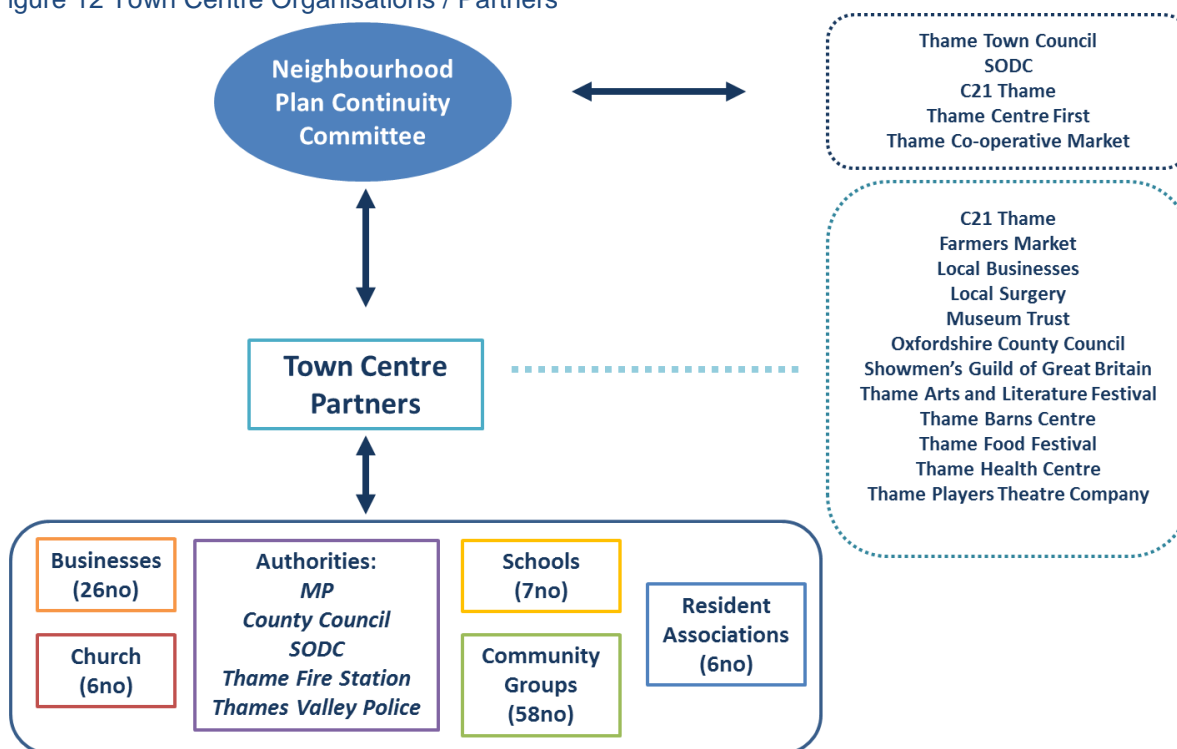 igure 12 Town Centre Organisations / Partners
Neighbourhood
Plan Continuity
Committee
Thame Town Council
SODC
C21 Thame
Thame Centre First
Thame Co-operative Market
Town Centre
Partners
C21 Thame
Farmers Market
Local Businesses
Local Surgery
Museum Trust
Oxfordshire County Council
Showmen's Guild of Great Britain
Thame Arts and Literature Festival
Thame Barns Centre
Thame Food Festival
Thame Health Centre
Thame Players Theatre Company
Businesses
(26no)
Church
(6no)
Authorities:
MP
County Council
SODC
Thame Fire Station
Thames Valley Police
Schools
(7no)
Community
Groups
(58no)
Resident
Associations
(6no)